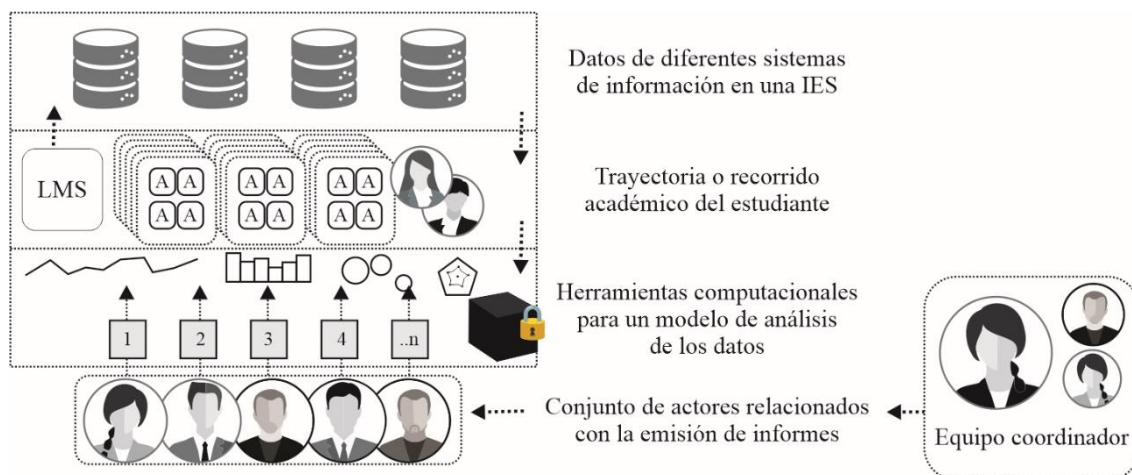 Datos de diferentes sistemas
de información en una IES
LMS
A A A A A A
A A A A A A
Trayectoria o recorrido
académico del estudiante
Herramientas computacionales
para un modelo de análisis
de los datos
1 2 3 4 ..n
Conjunto de actores relacionados
con la emisión de informes
Equipo coordinador